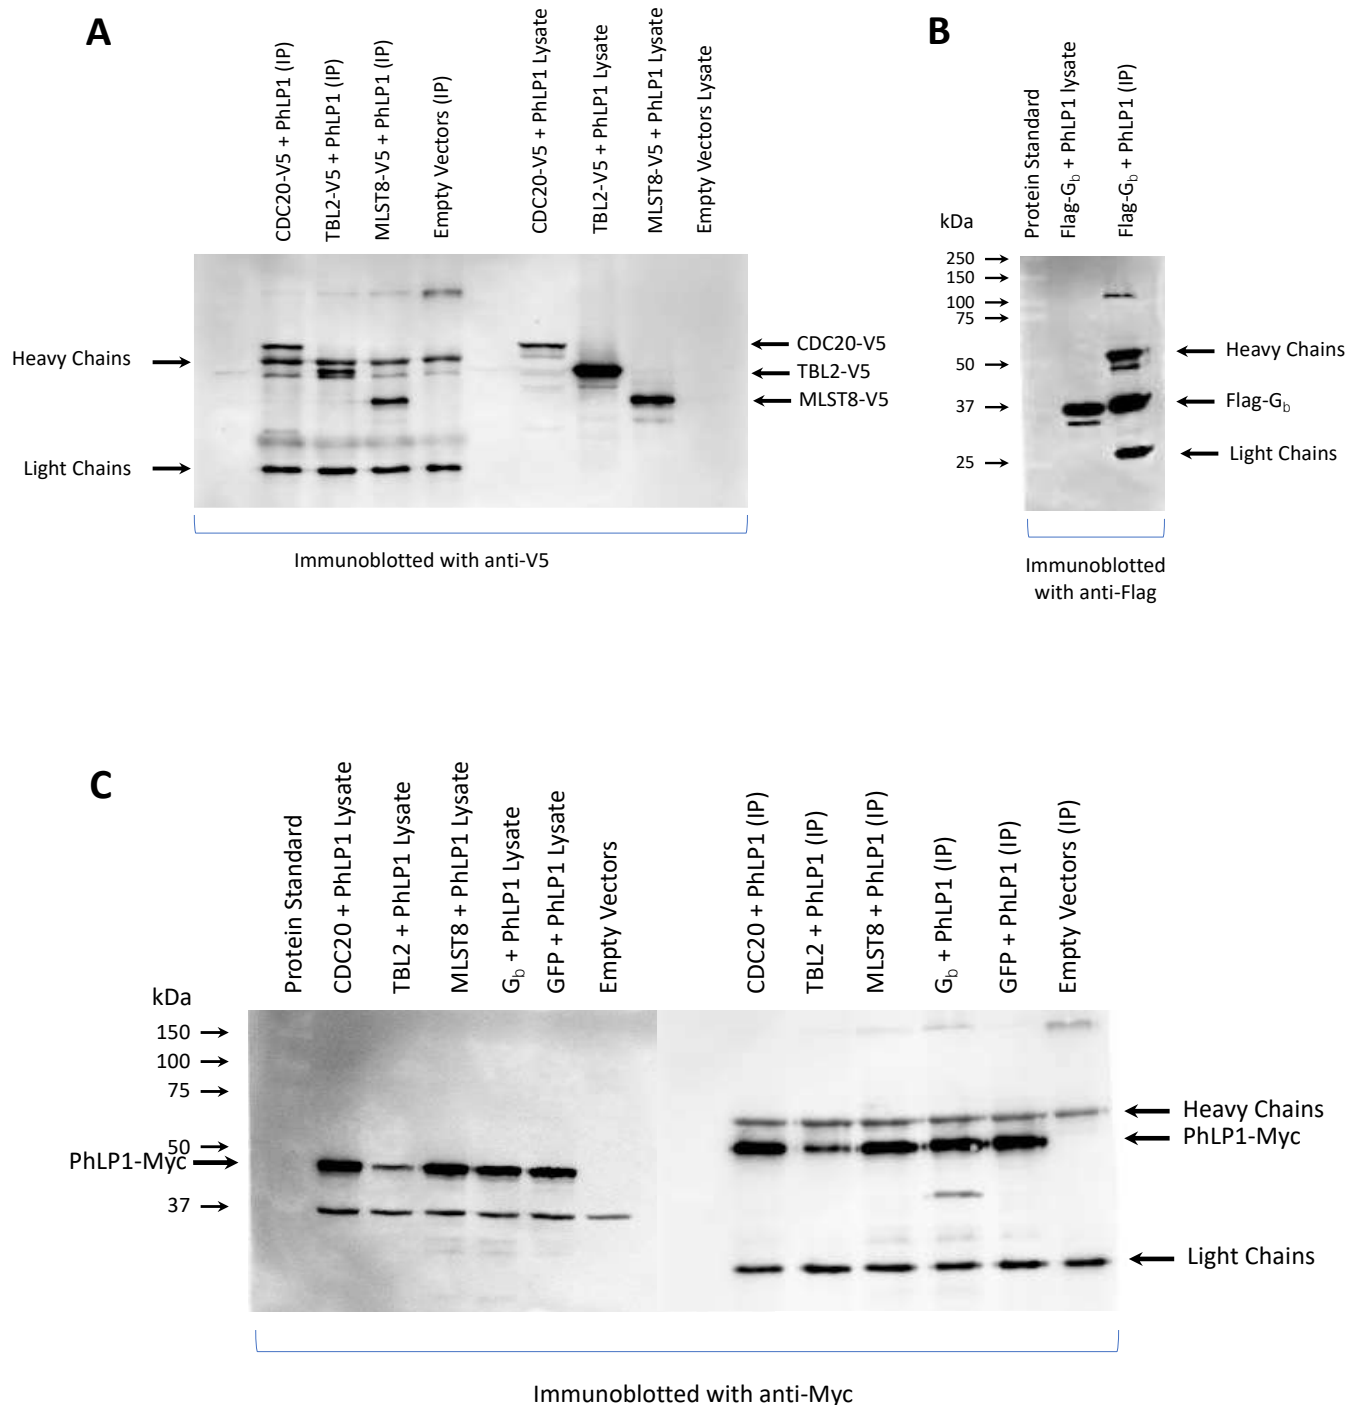 A
CDC20-V5 + PhLP1 (IP)
TBL2-V5 + PhLP1 (IP)
MLST8-V5 + PhLP1 (IP)
Empty Vectors (IP)
CDC20-V5 + PhLP1 Lysate
TBL2-V5 + PhLP1 Lysate
MLST8-V5 + PhLP1 Lysate
Empty Vectors Lysate
Heavy Chains
Light Chains
CDC20-V5
TBL2-V5
MLST8-V5
Immunoblotted with anti-V5
B
Protein Standard
Flag-Gb + PhLP1 lysate
Flag-Gb + PhLP1 (IP)
kDa
250
150
100
75
50
37
25
Heavy Chains
Flag-Gb
Light Chains
Immunoblotted
with anti-Flag
C
Protein Standard
CDC20 + PhLP1 Lysate
TBL2 + PhLP1 Lysate
MLST8 + PhLP1 Lysate
Gb + PhLP1 Lysate
GFP + PhLP1 Lysate
Empty Vectors
CDC20 + PhLP1 (IP)
TBL2 + PhLP1 (IP)
MLST8 + PhLP1 (IP)
Gb + PhLP1 (IP)
GFP + PhLP1 (IP)
Empty Vectors (IP)
kDa
150
100
75
50
PhLP1-Myc
37
Heavy Chains
PhLP1-Myc
Light Chains
Immunoblotted with anti-Myc